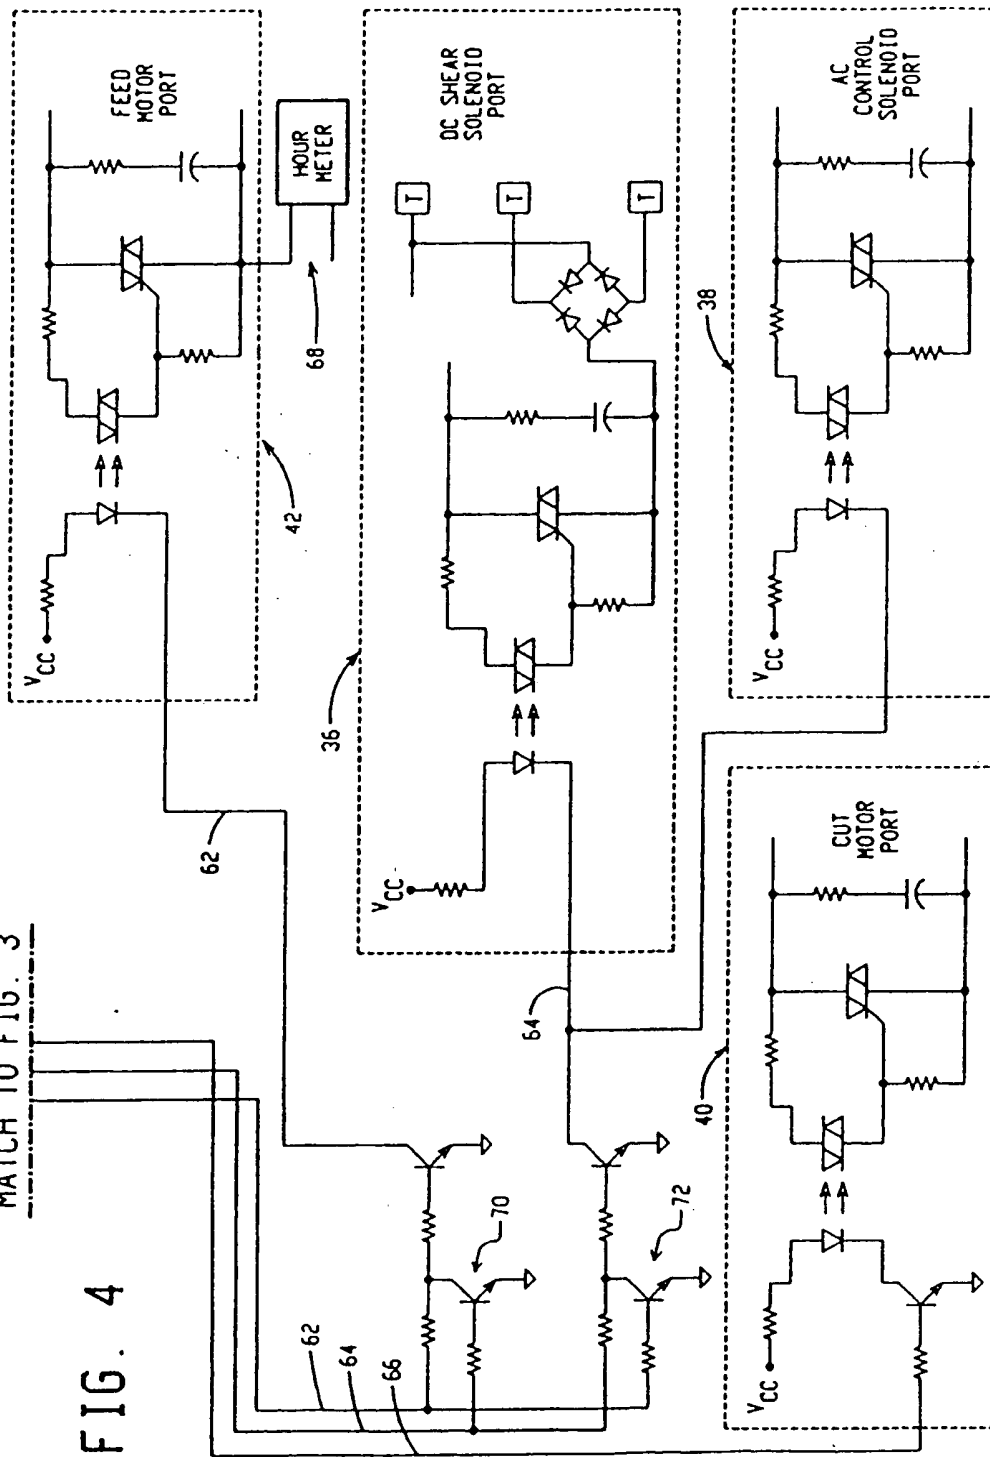 MATCH TO FIG. 3
FIG. 4
FEED
MOTOR
PORT
HOUR
METER
68
42
VCC
62
DC SHEAR
SOLENOID
PORT
T
T
T
36
VCC
64
AC
CONTROL
SOLENOID
PORT
38
VCC
CUT
MOTOR
PORT
40
VCC
70
72
62
64
66